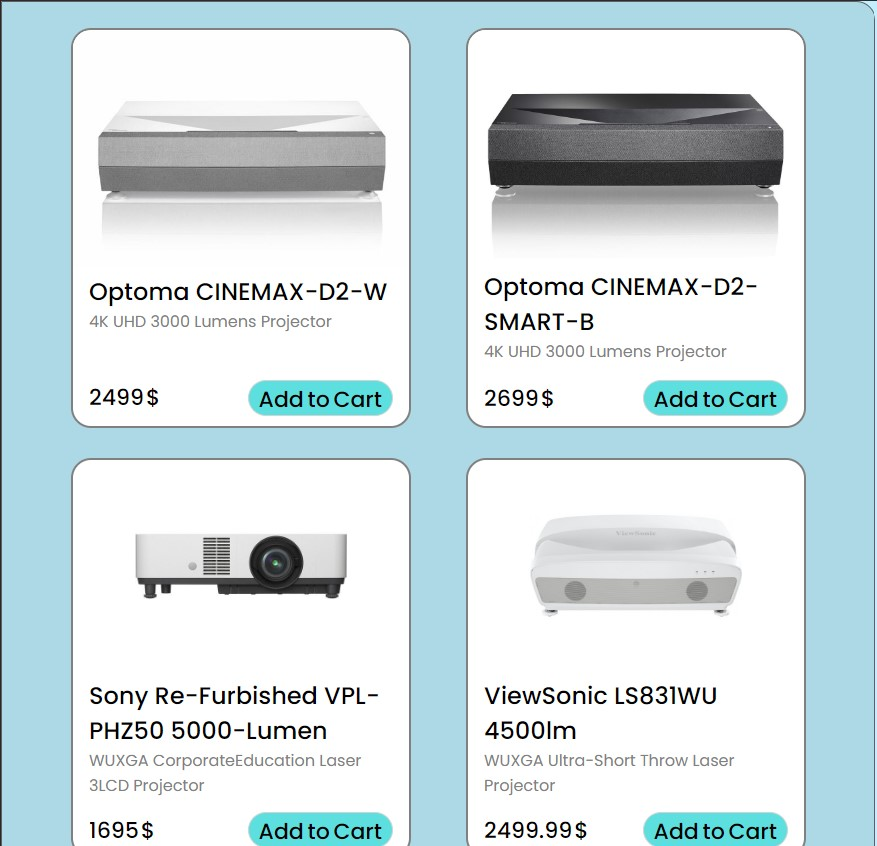 Optoma CINEMAX-D2-W
4K UHD 3000 Lumens Projector
2499$
Add to Cart
Optoma CINEMAX-D2-
SMART-B
4K UHD 3000 Lumens Projector
2699$
Add to Cart
Sony Re-Furbished VPL-
PHZ50 5000-Lumen
WUXGA CorporateEducation Laser
3LCD Projector
1695$
Add to Cart
ViewSonic
ViewSonic LS831WU
4500lm
WUXGA Ultra-Short Throw Laser
Projector
2499.99$
Add to Cart